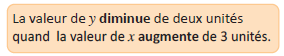 La valeur de y diminue de deux unités
quand la valeur de x augmente de 3 unités.